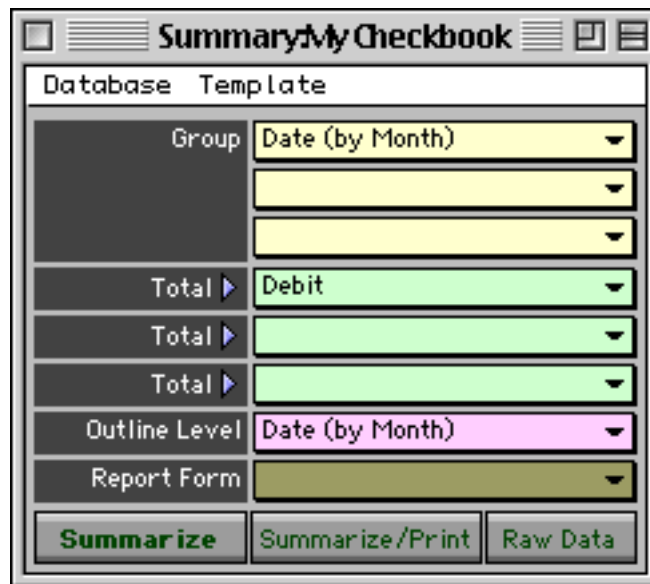 Summary:My Checkbook
Database Template
Group Date (by Month)
Total Debit
Total
Total
Outline Level Date (by Month)
Report Form
Summarize Summarize/Print Raw Data